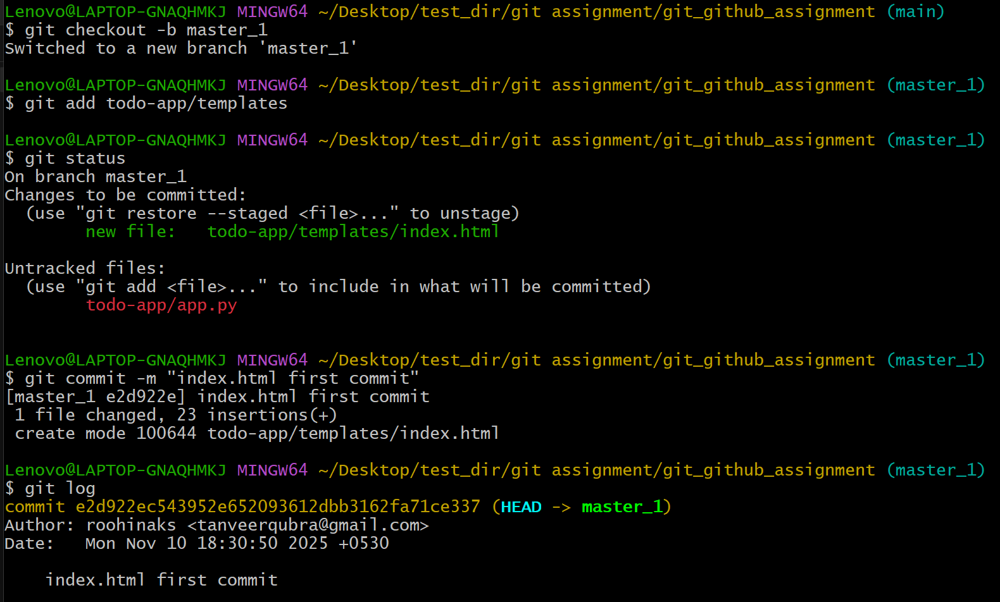 Lenovo@LAPTOP-GNAQHMKJ MINGW64 ~/Desktop/test_dir/git assignment/git_github_assignment (main)
$ git checkout -b master_1
Switched to a new branch 'master_1'

Lenovo@LAPTOP-GNAQHMKJ MINGW64 ~/Desktop/test_dir/git assignment/git_github_assignment (master_1)
$ git add todo-app/templates

Lenovo@LAPTOP-GNAQHMKJ MINGW64 ~/Desktop/test_dir/git assignment/git_github_assignment (master_1)
$ git status
On branch master_1
Changes to be committed:
  (use "git restore --staged <file>..." to unstage)
        new file:   todo-app/templates/index.html

Untracked files:
  (use "git add <file>..." to include in what will be committed)
        todo-app/app.py

Lenovo@LAPTOP-GNAQHMKJ MINGW64 ~/Desktop/test_dir/git assignment/git_github_assignment (master_1)
$ git commit -m "index.html first commit"
[master_1 e2d922e] index.html first commit
 1 file changed, 23 insertions(+)
 create mode 100644 todo-app/templates/index.html

Lenovo@LAPTOP-GNAQHMKJ MINGW64 ~/Desktop/test_dir/git assignment/git_github_assignment (master_1)
$ git log
commit e2d922ec543952e652093612dbb3162fa71ce337 (HEAD -> master_1)
Author: roohinaks <tanveerqubra@gmail.com>
Date:   Mon Nov 10 18:30:50 2025 +0530

    index.html first commit